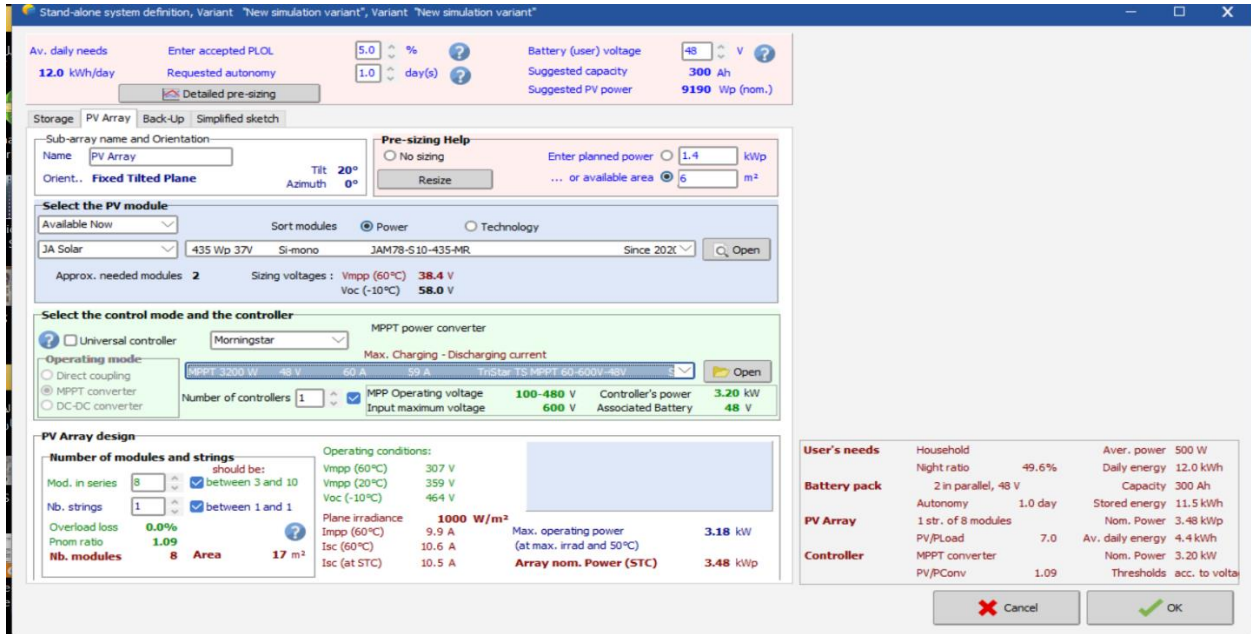 Stand-alone system definition, Variant "New simulation variant", Variant "New simulation variant"
Av. daily needs
12.0 kWh/day
Enter accepted PLOL 5.0 %
Requested autonomy 1.0 day(s)
Detailed pre-sizing
Battery (user) voltage 48 V
Suggested capacity 300 Ah
Suggested PV power 9190 Wp (nom.)
Storage PV Array Back-Up Simplified sketch
Sub-array name and Orientation
Name PV Array
Orient.. Fixed Tilted Plane
Tilt 20°
Azimuth 0°
Pre-sizing Help
No sizing
Resize
Enter planned power 1.4 kWp
... or available area 6 m²
Select the PV module
Available Now
Sort modules Power Technology
JA Solar 435 Wp 37V Si-mono JAM78-S10-435-MR Since 202( Open
Approx. needed modules 2
Sizing voltages : Vmpp (60°C) 38.4 V
Voc (-10°C) 58.0 V
Select the control mode and the controller
Universal controller
Morningstar
MPPT power converter
Operating mode
Direct coupling
MPPT converter
DC-DC converter
Max. Charging - Discharging current
MPPT 3200 W 48 V 60 A 59 A TriStar TS MPPT 60-600V-48V Open
Number of controllers 1
MPP Operating voltage 100-480 V
Input maximum voltage 600 V
Controller's power 3.20 kW
Associated Battery 48 V
PV Array design
Number of modules and strings
should be:
Mod. in series 8 between 3 and 10
Nb. strings 1 between 1 and 1
Overload loss 0.0%
Pnom ratio 1.09
Nb. modules 8 Area 17 m²
Operating conditions:
Vmpp (60°C) 307 V
Vmpp (20°C) 359 V
Voc (-10°C) 464 V
Plane irradiance 1000 W/m²
Impp (60°C) 9.9 A
Isc (60°C) 10.6 A
Isc (at STC) 10.5 A
Max. operating power 3.18 kW
(at max. irrad and 50°C)
Array nom. Power (STC) 3.48 kWp
User's needs Household Aver. power 500 W
Night ratio 49.6% Daily energy 12.0 kWh
Battery pack 2 in parallel, 48 V Capacity 300 Ah
Autonomy 1.0 day Stored energy 11.5 kWh
PV Array 1 str. of 8 modules Nom. Power 3.48 kWp
PV/PLoad 7.0 Av. daily energy 4.4 kWh
Controller MPPT converter Nom. Power 3.20 kW
PV/PConv 1.09 Thresholds acc. to volta
Cancel OK